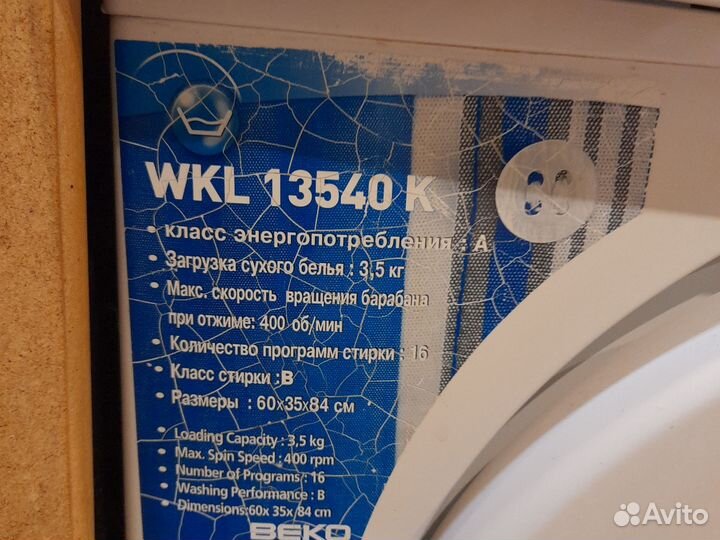 WKL 13540 K
• класс энергопотребления : А
• Загрузка сухого белья : 3,5 кг
• Макс. скорость вращения барабана
при отжиме: 400 об/мин
• Количество программ стирки : 16
• Класс стирки :В
• Размеры : 60х35х84 см
• Loading Capacity : 3,5 kg
• Max. Spin Speed : 400 rpm
• Number of Programs : 16
• Washing Performance : B
• Dimensions:60x 35x 84 cm
BEKO
Avito